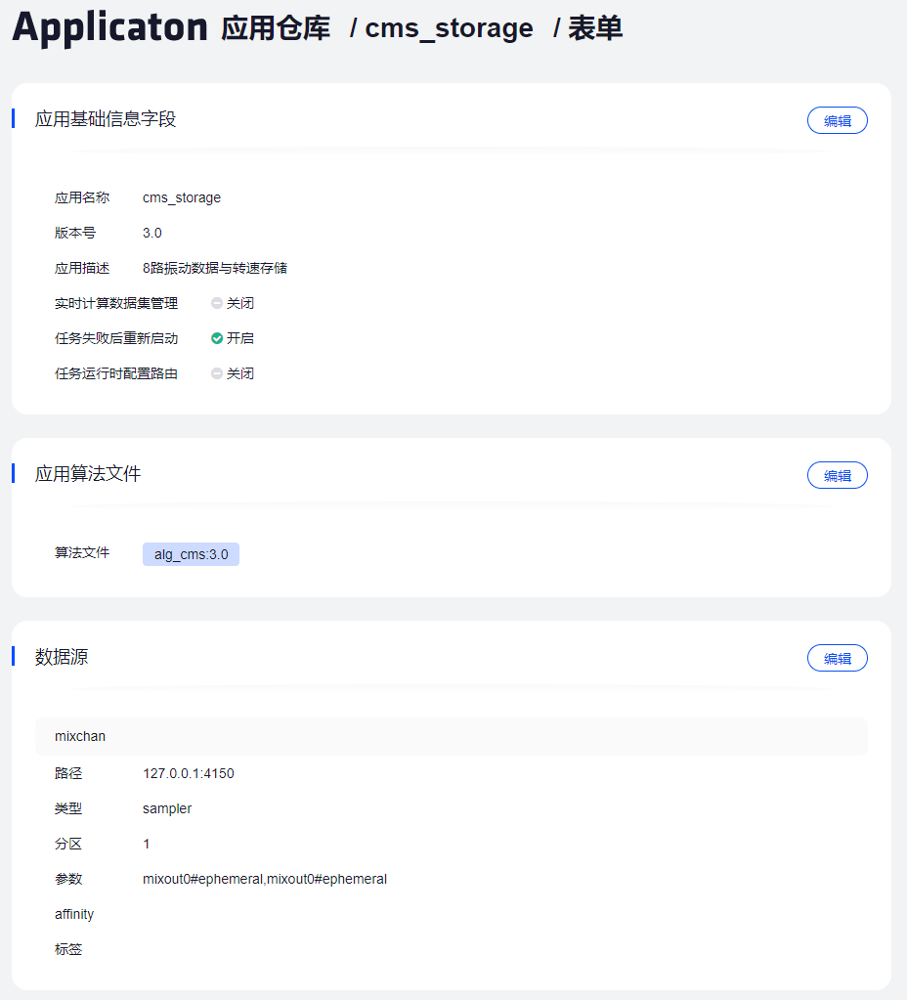 Applicaton 应用仓库 / cms_storage / 表单
应用基础信息字段 编辑
应用名称 cms_storage
版本号 3.0
应用描述 8路振动数据与转速存储
实时计算数据集管理 关闭
任务失败后重新启动 开启
任务运行时配置路由 关闭
应用算法文件 编辑
算法文件 alg_cms:3.0
数据源 编辑
mixchan
路径 127.0.0.1:4150
类型 sampler
分区 1
参数 mixout0#ephemeral,mixout0#ephemeral
affinity
标签